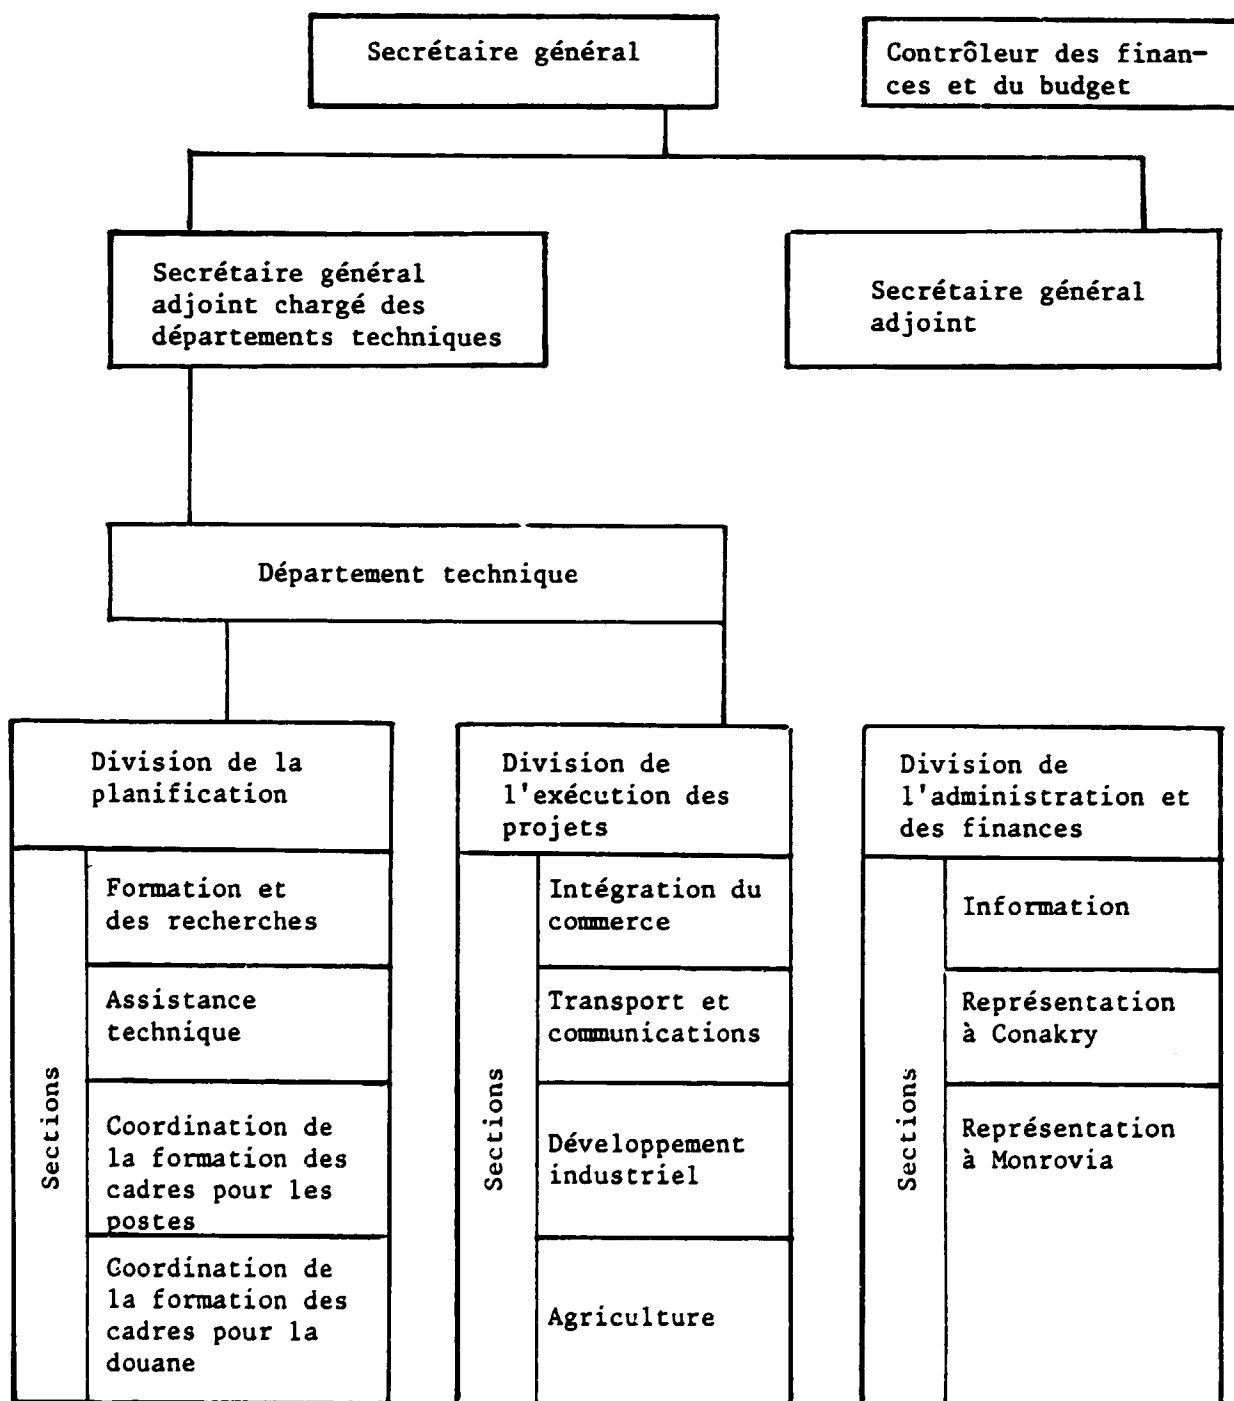 Secrétaire général
Contrôleur des finan-
ces et du budget
Secrétaire général
adjoint chargé des
départements techniques
Secrétaire général
adjoint
Département technique
Division de la
planification
Sections
Formation et
des recherches
Assistance
technique
Coordination de
la formation des
cadres pour les
postes
Coordination de
la formation des
cadres pour la
douane
Division de
l'exécution des
projets
Sections
Intégration du
commerce
Transport et
communications
Développement
industriel
Agriculture
Division de
l'administration et
des finances
Sections
Information
Représentation
à Conakry
Représentation
à Monrovia